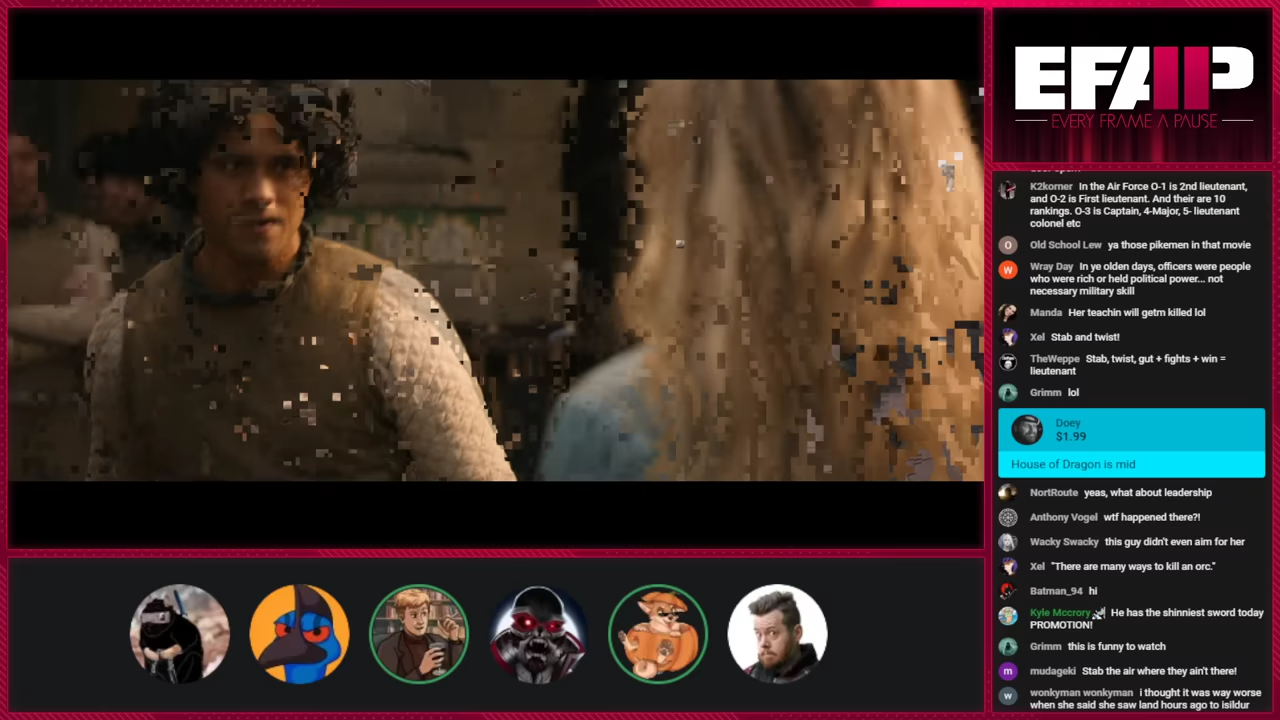 EFAP
EVERY FRAME A PAUSE
K2korner In the Air Force O-1 is 2nd lieutenant,
and O-2 is First lieutenant. And their are 10
rankings. O-3 is Captain, 4-Major, 5- lieutenant
colonel etc
O
Old School Lew ya those pikemen in that movie
W
Wray Day In ye olden days, officers were people
who were rich or held political power... not
necessary military skill
Manda Her teachin will getm killed lol
Xel Stab and twist!
TheWeppe Stab, twist, gut + fights + win =
lieutenant
Grimm lol
Doey
$1.99
House of Dragon is mid
NortRoute yeas, what about leadership
Anthony Vogel wtf happened there?!
Wacky Swacky this guy didn't even aim for her
Xel "There are many ways to kill an orc."
Batman_94 hi
Kyle Mccrory He has the shinniest sword today
PROMOTION!
Grimm this is funny to watch
m
mudageki Stab the air where they ain't there!
w
wonkyman wonkyman i thought it was way worse
when she said she saw land hours ago to isildur